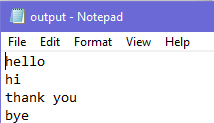 output - Notepad
File Edit Format View Help
hello
hi
thank you
bye